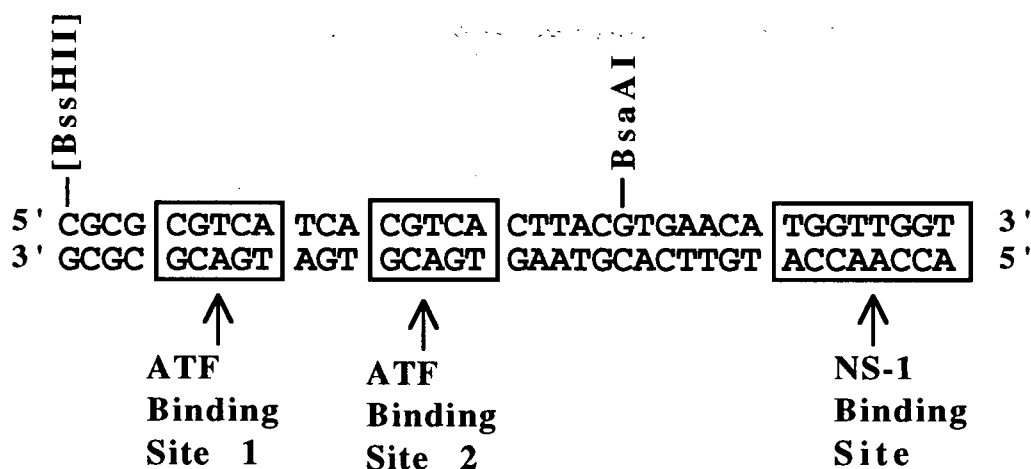 [BssHII]
BsaAI
5' CGCG CGTCA TCA CGTCA CTTACGTGAACA TGGTTGGT 3'
3' GCGC GCAGT AGT GCAGT GAATGCACTTGT ACCAACCA 5'
ATF
Binding
Site 1
ATF
Binding
Site 2
NS-1
Binding
Site